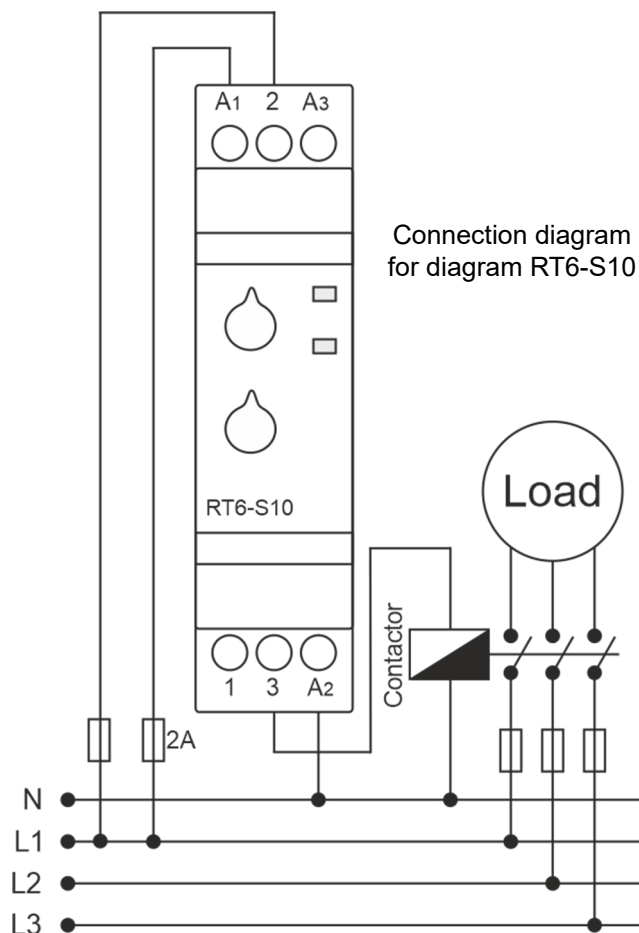 A1 2 A3
Connection diagram
for diagram RT6-S10
Load
RT6-S10
Contactor
1 3 A2
2A
N
L1
L2
L3